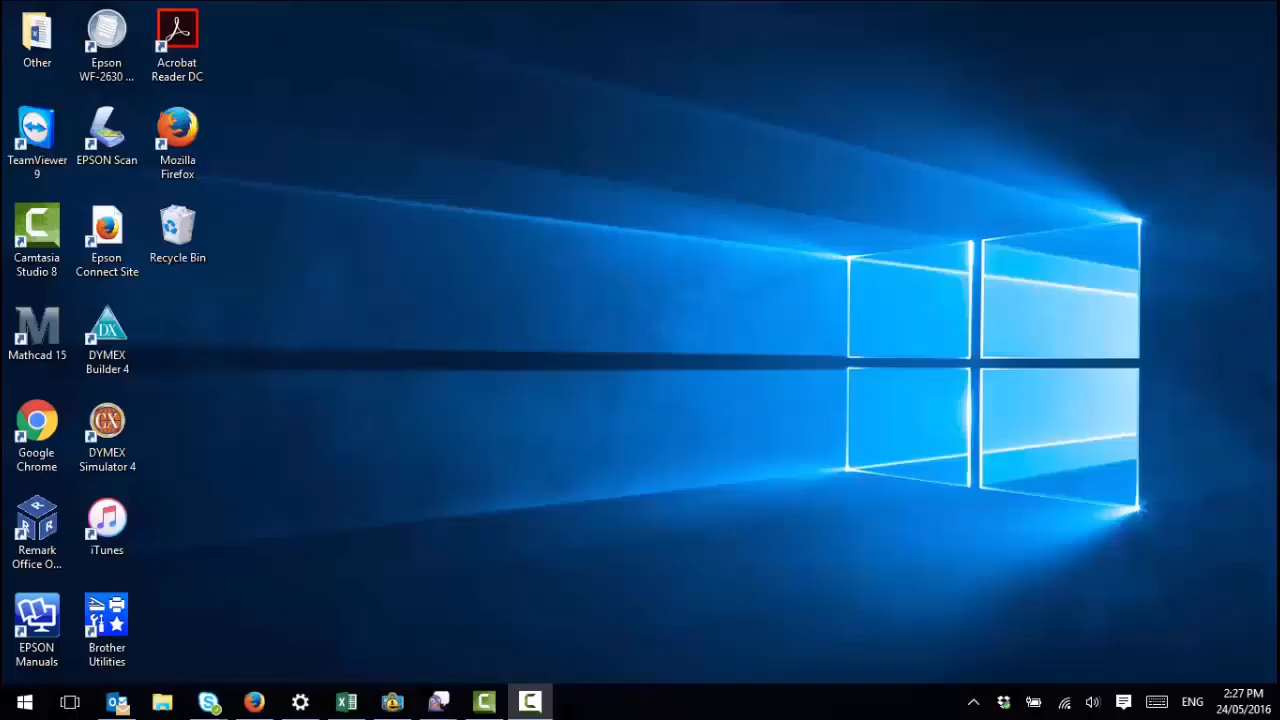 Other
Epson
WF-2630 ...
Acrobat
Reader DC
TeamViewer
9
EPSON Scan
Mozilla
Firefox
Camtasia
Studio 8
Epson
Connect Site
Recycle Bin
Mathcad 15
DX
DYMEX
Builder 4
Google
Chrome
GX
DYMEX
Simulator 4
R
R
R
Remark
Office O...
iTunes
EPSON
Manuals
Brother
Utilities
ENG
2:27 PM
24/05/2016